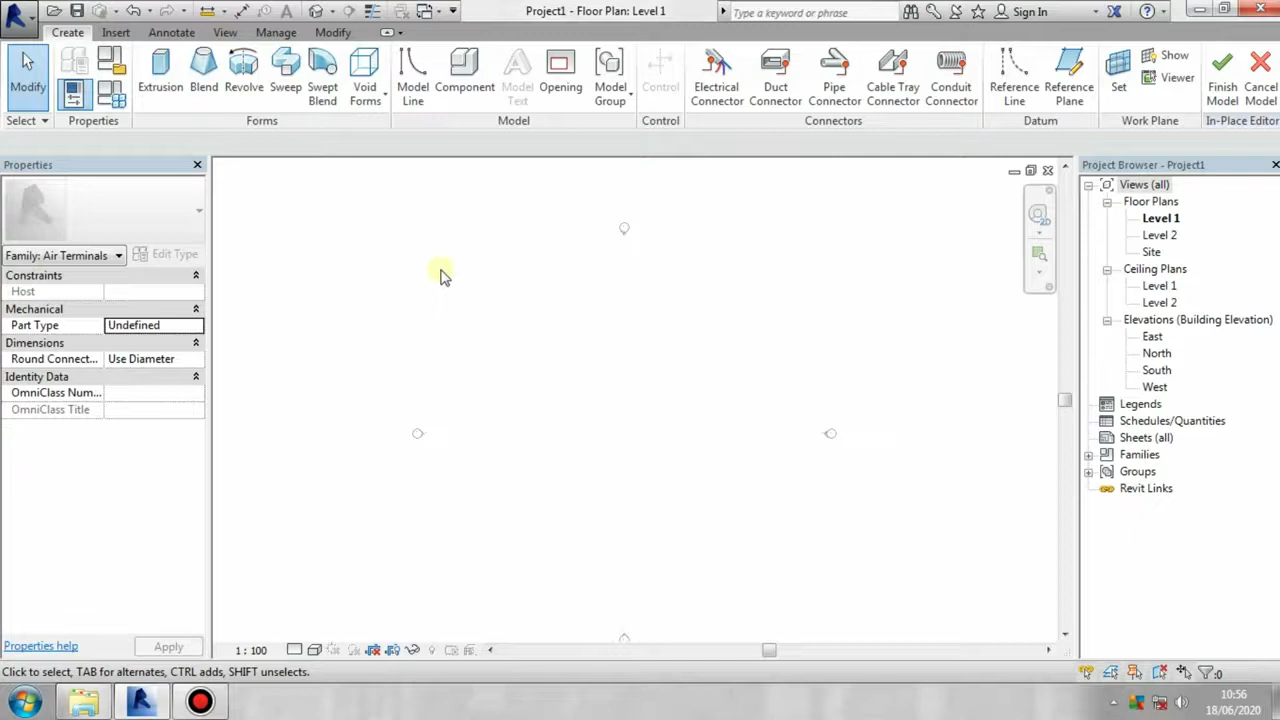 Project1 - Floor Plan: Level 1
Type a keyword or phrase
Sign In
Create Insert Annotate View Manage Modify
Modify
Select
Properties
Extrusion
Blend
Revolve
Sweep
Swept
Blend
Void
Forms
Forms
Model
Line
Component
Model
Text
Opening
Model
Group
Model
Control
Control
Electrical
Connector
Duct
Connector
Pipe
Connector
Cable Tray
Connector
Conduit
Connector
Connectors
Reference
Line
Reference
Plane
Datum
Set
Show
Viewer
Work Plane
Finish
Model
Cancel
Model
In-Place Editor
Properties
Family: Air Terminals
Edit Type
Constraints
Host
Mechanical
Part Type Undefined
Dimensions
Round Connect... Use Diameter
Identity Data
OmniClass Num...
OmniClass Title
Properties help
Apply
2D
Project Browser - Project1
Views (all)
Floor Plans
Level 1
Level 2
Site
Ceiling Plans
Level 1
Level 2
Elevations (Building Elevation)
East
North
South
West
Legends
Schedules/Quantities
Sheets (all)
Families
Groups
Revit Links
1 : 100
Click to select, TAB for alternates, CTRL adds, SHIFT unselects.
:0
10:56
18/06/2020